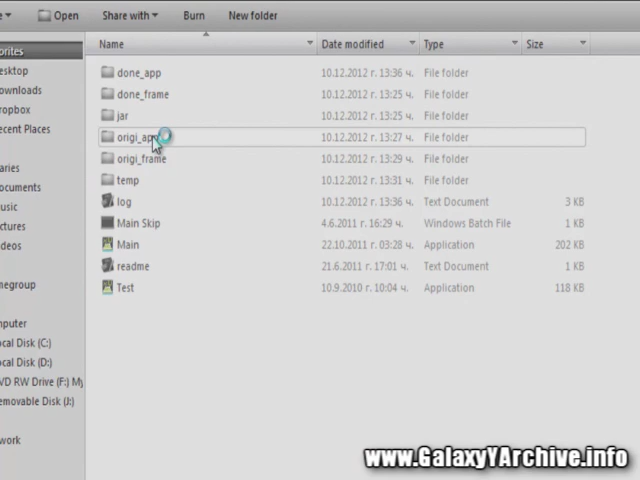 Open Share with Burn New folder
Name Date modified Type Size
done_app 10.12.2012 г. 13:36 ч. File folder
done_frame 10.12.2012 г. 13:25 ч. File folder
jar 10.12.2012 г. 13:25 ч. File folder
10.12.2012 г. 13:27 ч. File folder
origi_frame 10.12.2012 г. 13:29 ч. File folder
temp 10.12.2012 г. 13:31 ч. File folder
log 10.12.2012 г. 13:36 ч. Text Document 3 KB
Main Skip 4.6.2011 г. 16:29 ч. Windows Batch File 1 KB
Main 22.10.2011 г. 03:28 ч. Application 202 KB
readme 21.6.2011 г. 17:01 ч. Text Document 1 KB
Test 10.9.2010 г. 10:04 ч. Application 118 KB
orites
esktop
ownloads
ropbox
ecent Places
aries
ocuments
usic
ctures
deos
megroup
mputer
ocal Disk (C:)
ocal Disk (D:)
VD RW Drive (F:) My
emovable Disk (J:)
work
www.GalaxyYArchive.info